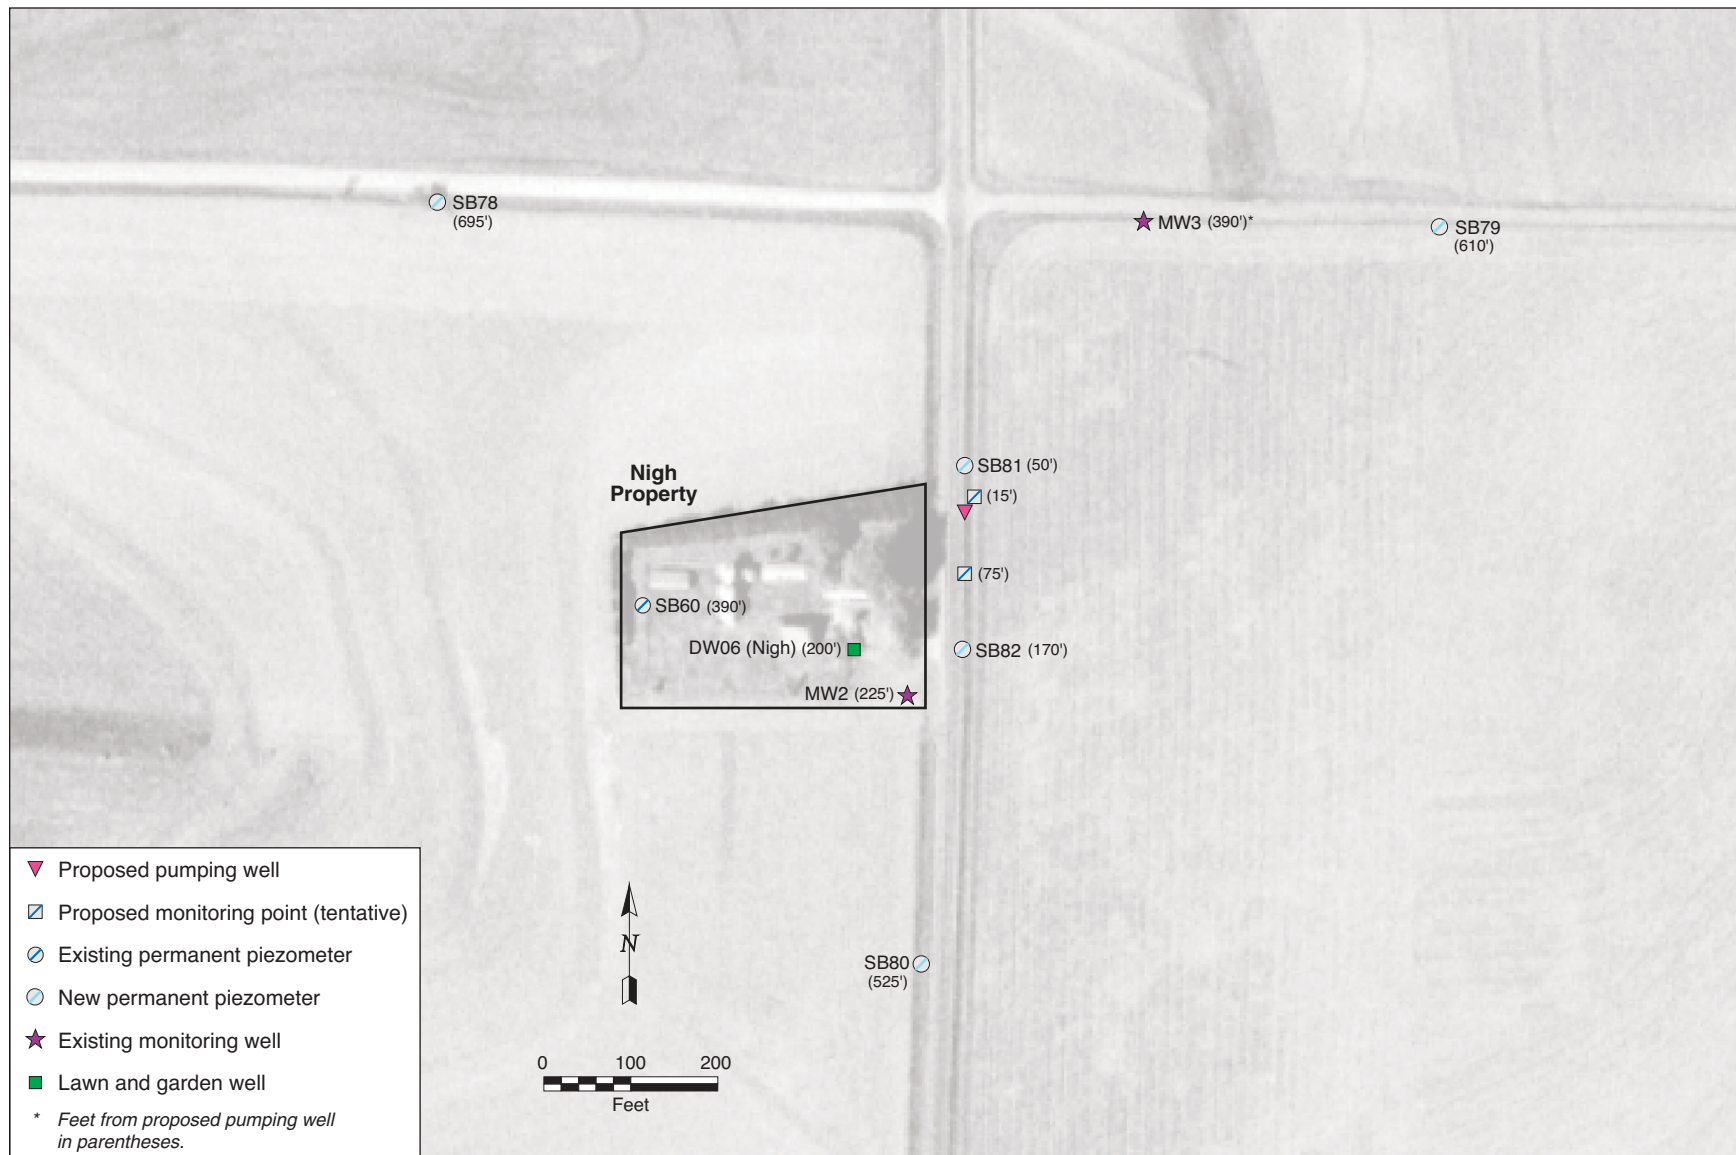 SB78
(695')
MW3 (390')*
SB79
(610')
Nigh
Property
SB81 (50')
(15')
(75')
SB60 (390')
DW06 (Nigh) (200')
SB82 (170')
MW2 (225')
SB80
(525')
N
0 100 200
Feet
Proposed pumping well
Proposed monitoring point (tentative)
Existing permanent piezometer
New permanent piezometer
Existing monitoring well
Lawn and garden well
* Feet from proposed pumping well
in parentheses.